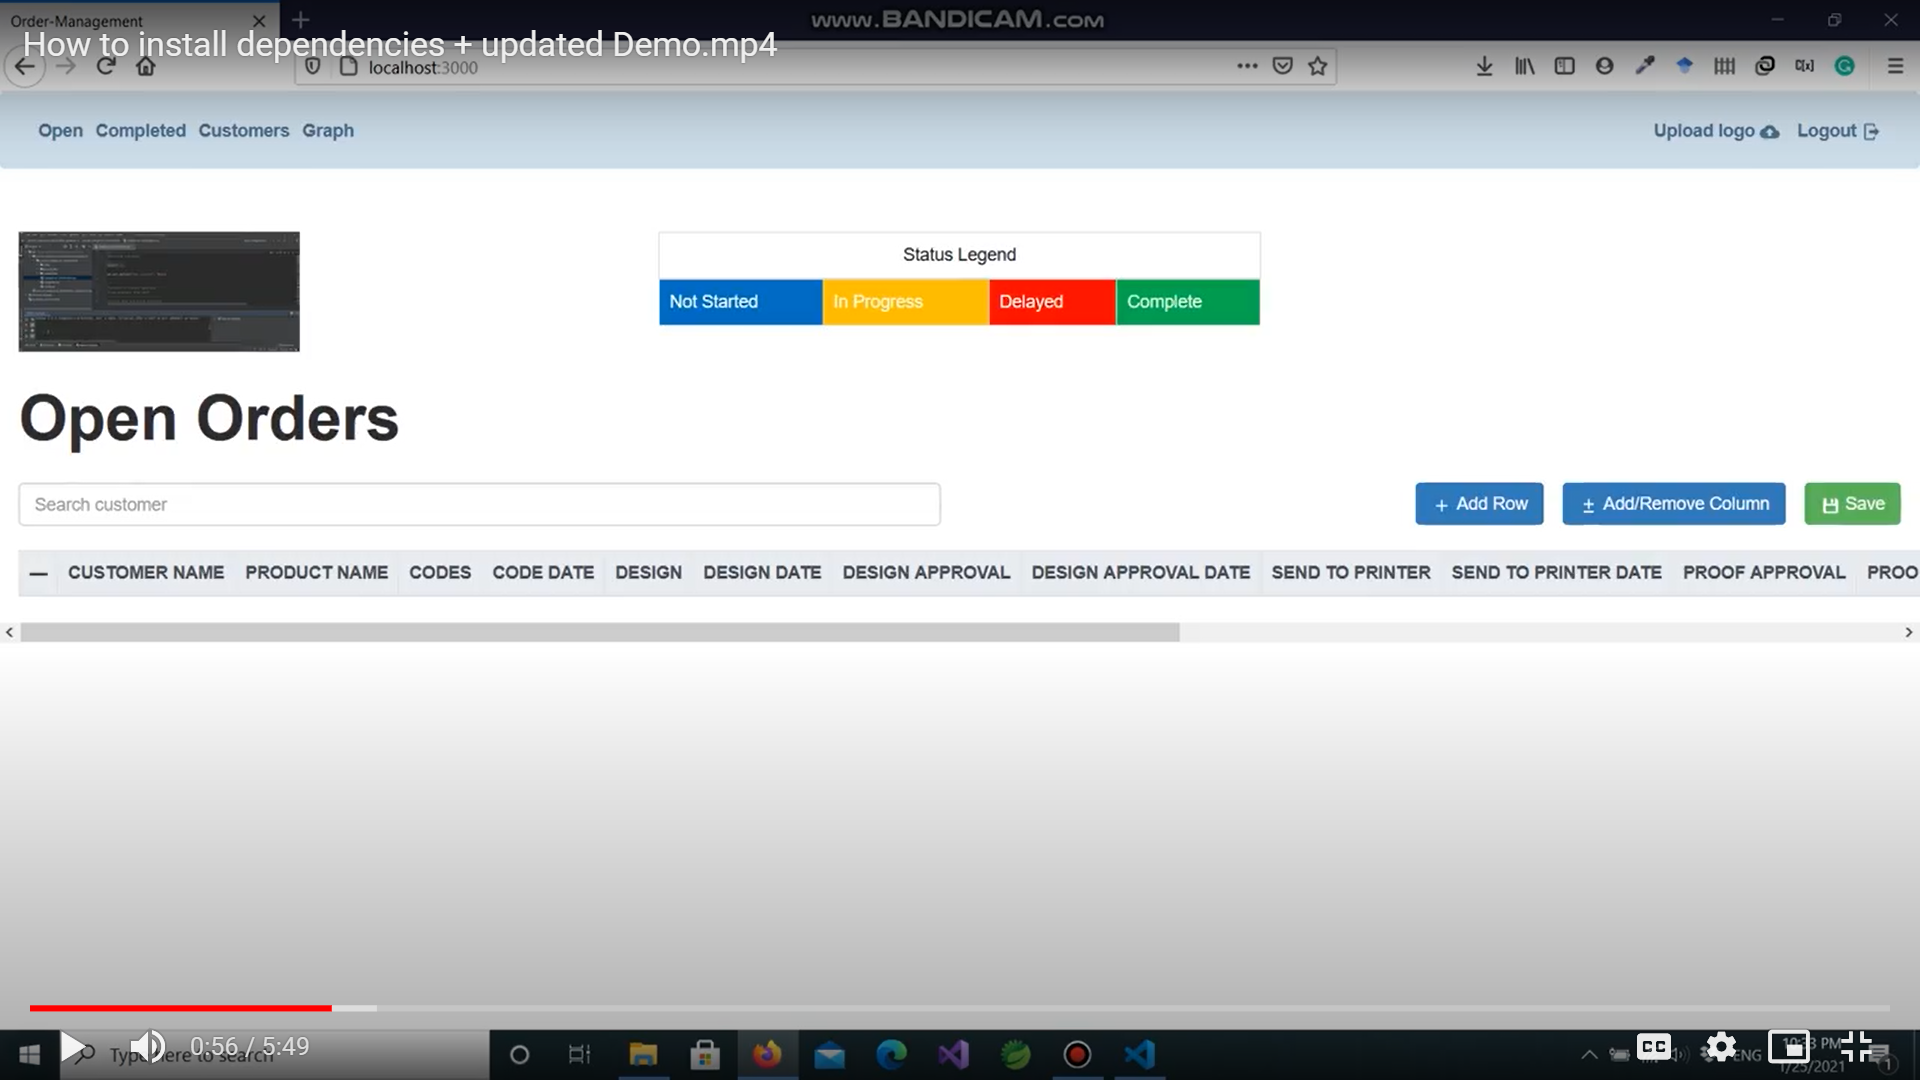 Order-Management
www.BANDICAM.com
How to install dependencies + updated Demo.mp4
localhost:3000
Open Completed Customers Graph
Upload logo Logout
Status Legend
Not Started In Progress Delayed Complete
Open Orders
Search customer
+ Add Row ± Add/Remove Column Save
— CUSTOMER NAME PRODUCT NAME CODES CODE DATE DESIGN DESIGN DATE DESIGN APPROVAL DESIGN APPROVAL DATE SEND TO PRINTER SEND TO PRINTER DATE PROOF APPROVAL PROO
0:56 / 5:49
Type here to search
CC
ENG
10:33 PM
1/25/2021
1